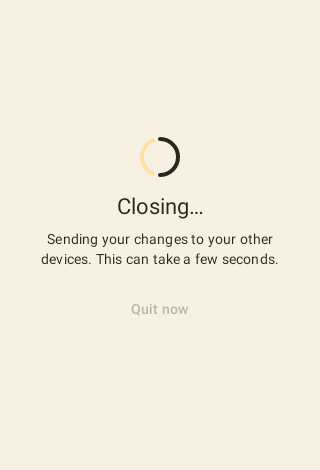 Closing...
Sending your changes to your other
devices. This can take a few seconds.
Quit now